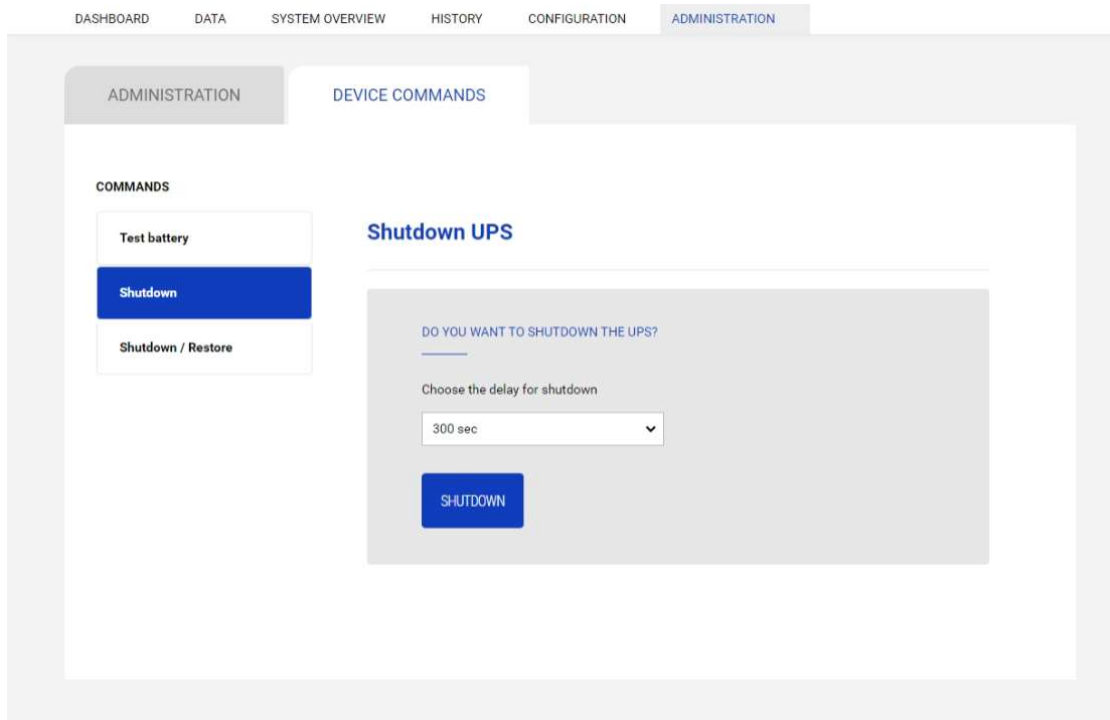 DASHBOARD DATA SYSTEM OVERVIEW HISTORY CONFIGURATION ADMINISTRATION
ADMINISTRATION DEVICE COMMANDS
COMMANDS
Test battery
Shutdown
Shutdown / Restore
Shutdown UPS
DO YOU WANT TO SHUTDOWN THE UPS?
Choose the delay for shutdown
300 sec
SHUTDOWN